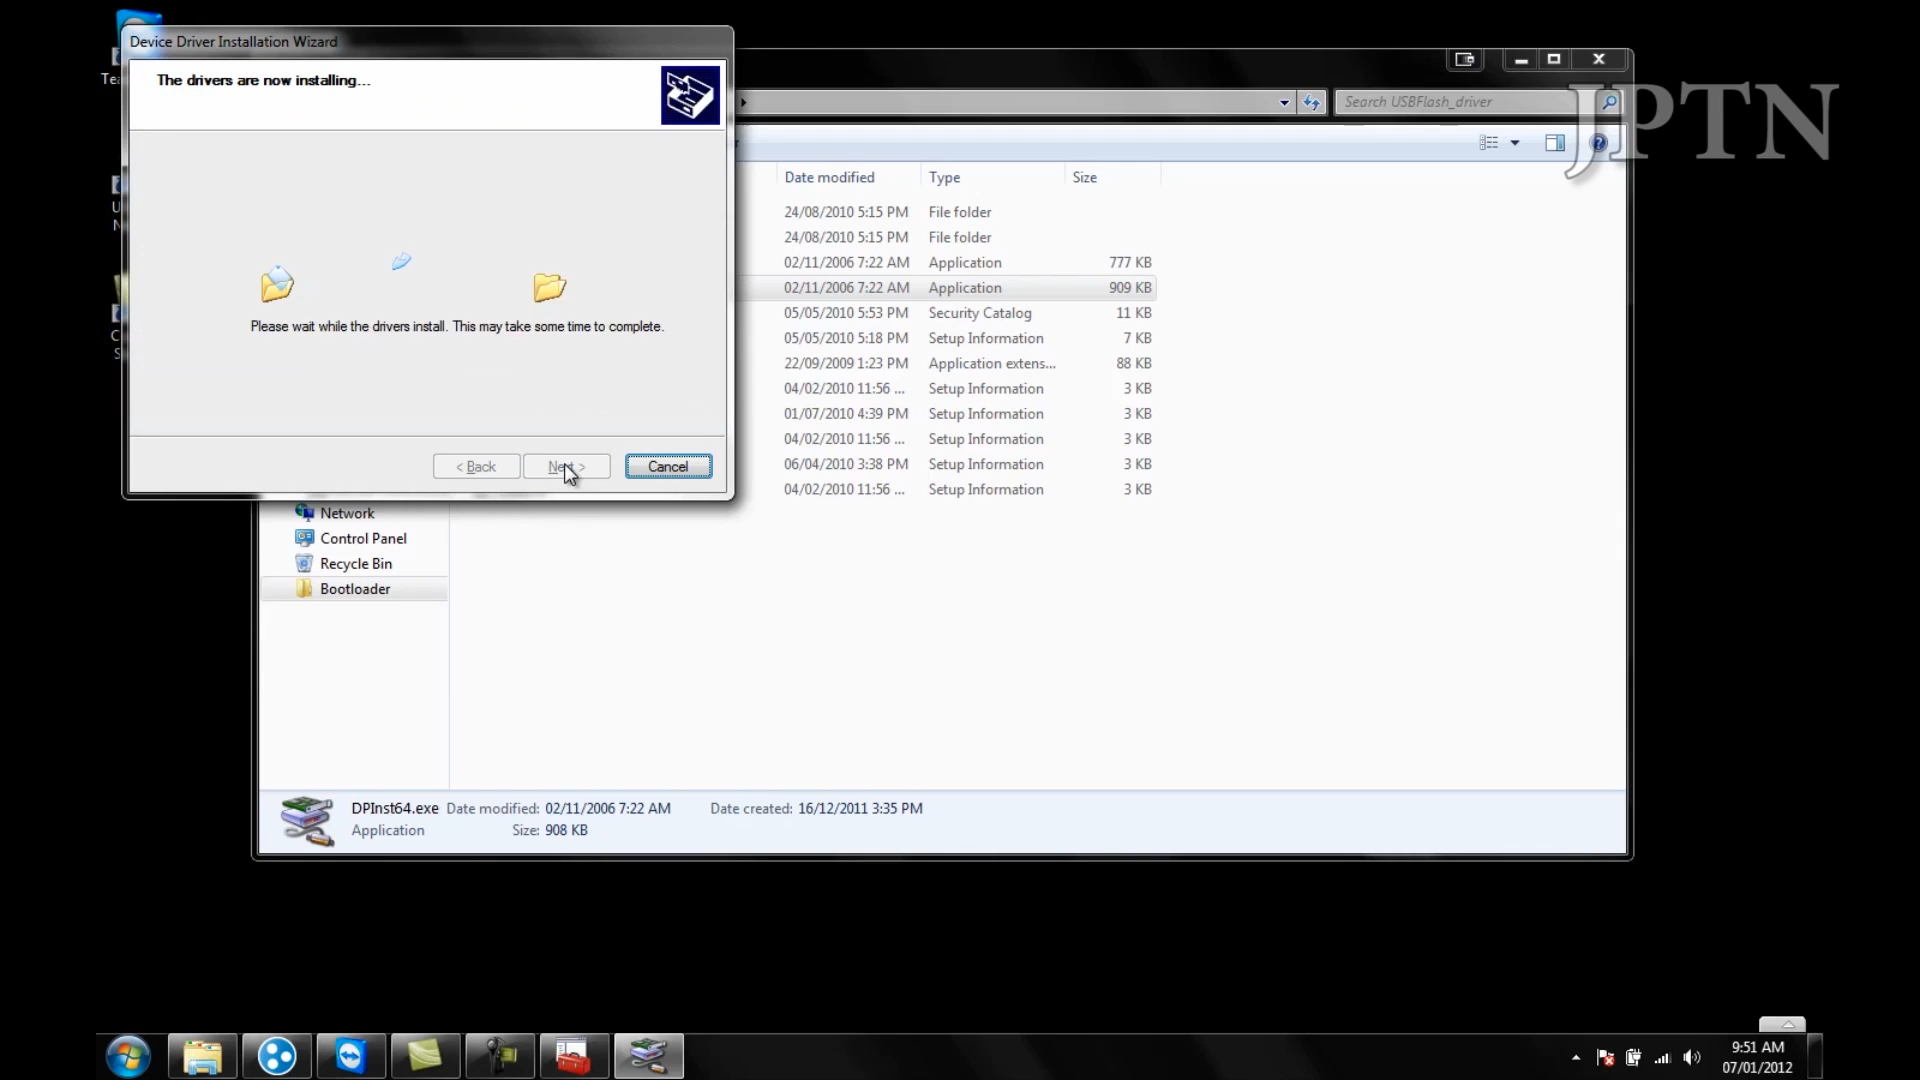 Device Driver Installation Wizard
The drivers are now installing...
Please wait while the drivers install. This may take some time to complete.
< Back
Next >
Cancel
Search USBFlash_driver
JPTN
Date modified Type Size
24/08/2010 5:15 PM File folder
24/08/2010 5:15 PM File folder
02/11/2006 7:22 AM Application 777 KB
02/11/2006 7:22 AM Application 909 KB
05/05/2010 5:53 PM Security Catalog 11 KB
05/05/2010 5:18 PM Setup Information 7 KB
22/09/2009 1:23 PM Application extens... 88 KB
04/02/2010 11:56 ... Setup Information 3 KB
01/07/2010 4:39 PM Setup Information 3 KB
04/02/2010 11:56 ... Setup Information 3 KB
06/04/2010 3:38 PM Setup Information 3 KB
04/02/2010 11:56 ... Setup Information 3 KB
Network
Control Panel
Recycle Bin
Bootloader
DPInst64.exe Date modified: 02/11/2006 7:22 AM Date created: 16/12/2011 3:35 PM
Application Size: 908 KB
9:51 AM
07/01/2012